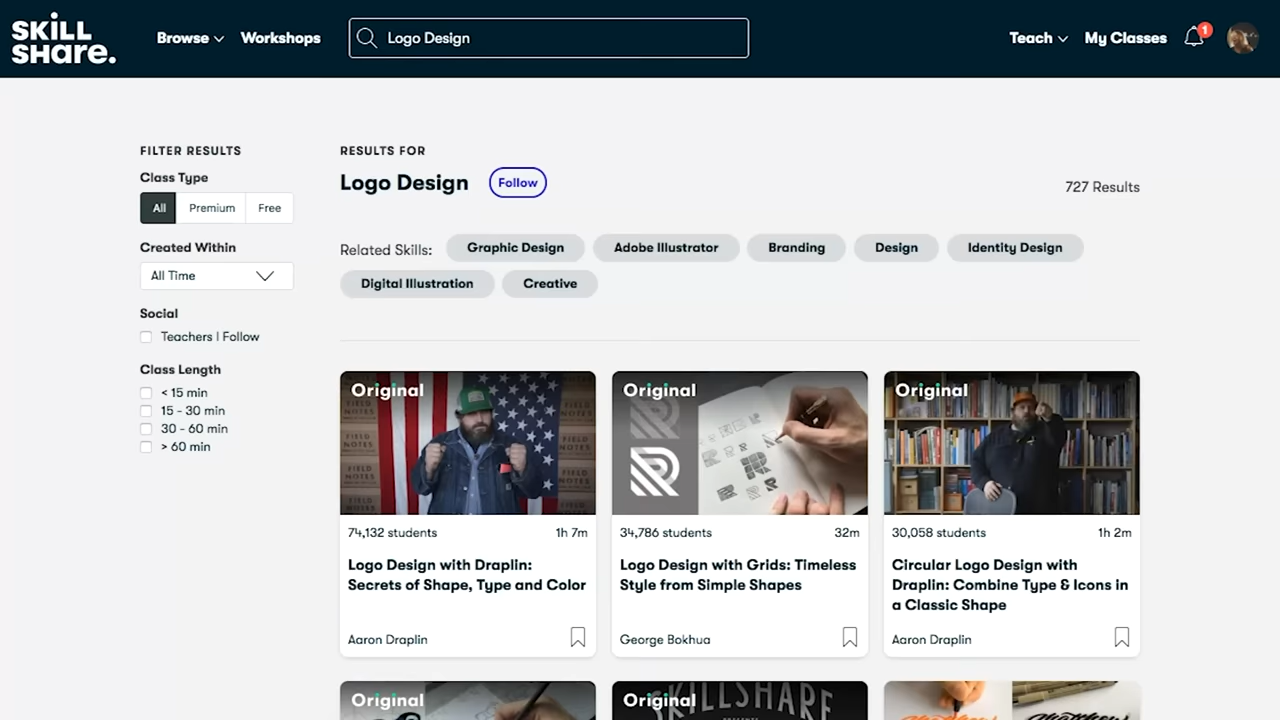 SKILL
SHARE.
Browse
Workshops
Logo Design
Teach
My Classes
1
FILTER RESULTS
Class Type
All
Premium
Free
Created Within
All Time
Social
Teachers I Follow
Class Length
< 15 min
15 - 30 min
30 - 60 min
> 60 min
RESULTS FOR
Logo Design
Follow
727 Results
Related Skills:
Graphic Design
Adobe Illustrator
Branding
Design
Identity Design
Digital Illustration
Creative
Original
FIELD NOTES
74,132 students
1h 7m
Logo Design with Draplin:
Secrets of Shape, Type and Color
Aaron Draplin
Original
34,786 students
32m
Logo Design with Grids: Timeless
Style from Simple Shapes
George Bokhua
Original
30,058 students
1h 2m
Circular Logo Design with
Draplin: Combine Type & Icons in
a Classic Shape
Aaron Draplin
Original
Original
SKILLSHARE
PRESENTS